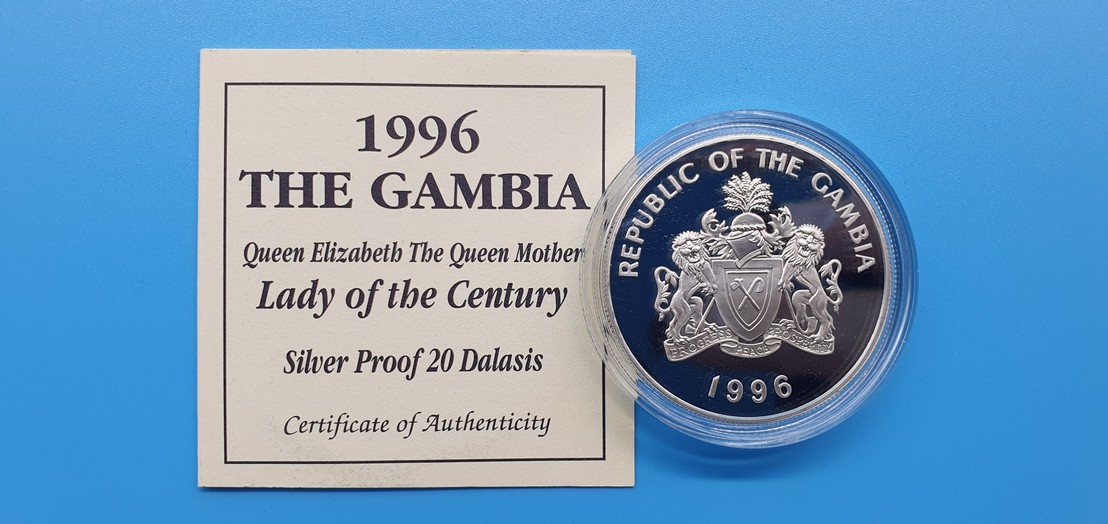 1996
THE GAMBIA
Queen Elizabeth The Queen Mother
Lady of the Century
Silver Proof 20 Dalasis
Certificate of Authenticity
REPUBLIC OF THE GAMBIA
PROGRESS PEACE PROSPERITY
1996